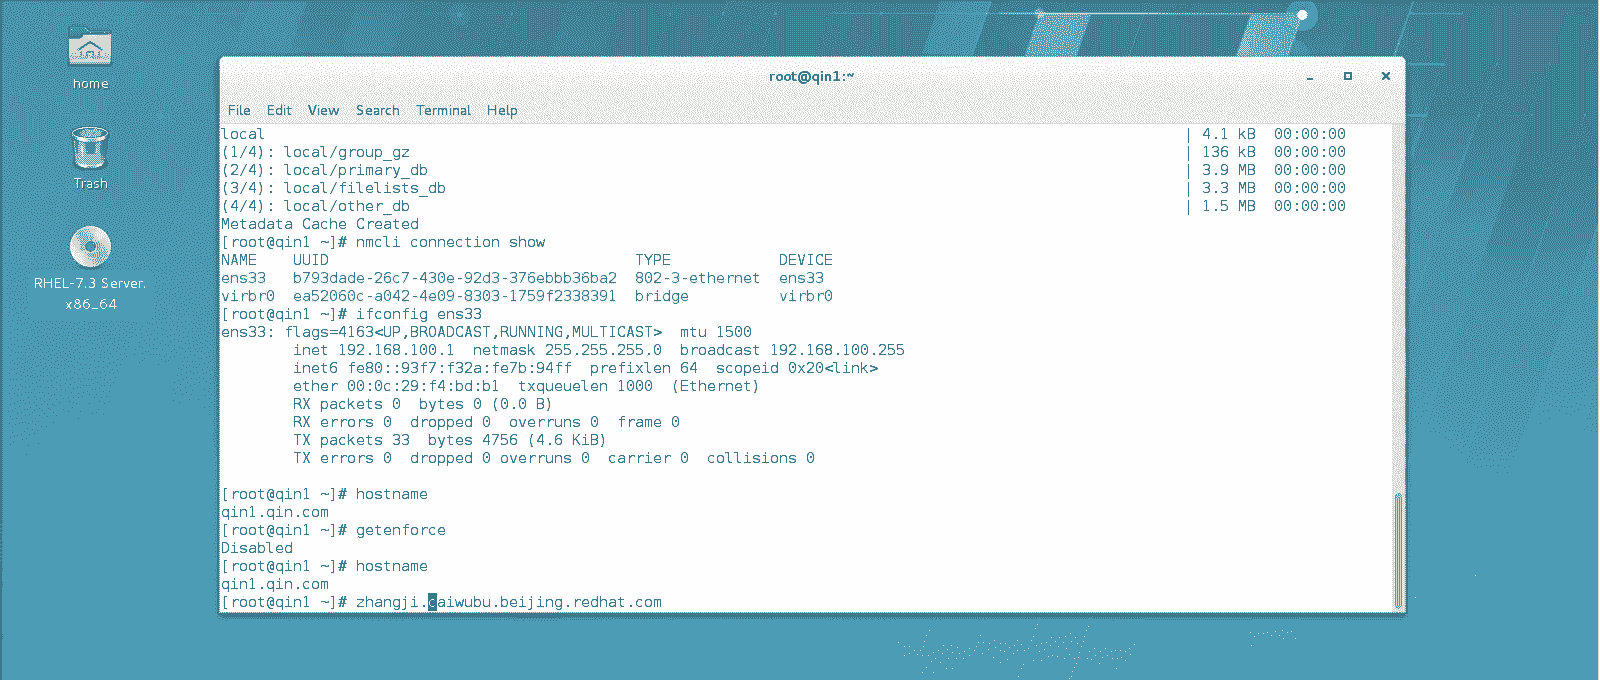 home
Trash
RHEL-7.3 Server.
x86_64
root@qin1:~
File Edit View Search Terminal Help
local | 4.1 kB 00:00:00
(1/4): local/group_gz | 136 kB 00:00:00
(2/4): local/primary_db | 3.9 MB 00:00:00
(3/4): local/filelists_db | 3.3 MB 00:00:00
(4/4): local/other_db | 1.5 MB 00:00:00
Metadata Cache Created
[root@qin1 ~]# nmcli connection show
NAME UUID TYPE DEVICE
ens33 b793dade-26c7-430e-92d3-376ebbb36ba2 802-3-ethernet ens33
virbr0 ea52060c-a042-4e09-8303-1759f2338391 bridge virbr0
[root@qin1 ~]# ifconfig ens33
ens33: flags=4163<UP,BROADCAST,RUNNING,MULTICAST> mtu 1500
inet 192.168.100.1 netmask 255.255.255.0 broadcast 192.168.100.255
inet6 fe80::93f7:f32a:fe7b:94ff prefixlen 64 scopeid 0x20<link>
ether 00:0c:29:f4:bd:b1 txqueuelen 1000 (Ethernet)
RX packets 0 bytes 0 (0.0 B)
RX errors 0 dropped 0 overruns 0 frame 0
TX packets 33 bytes 4756 (4.6 KiB)
TX errors 0 dropped 0 overruns 0 carrier 0 collisions 0
[root@qin1 ~]# hostname
qin1.qin.com
[root@qin1 ~]# getenforce
Disabled
[root@qin1 ~]# hostname
qin1.qin.com
[root@qin1 ~]# zhangji.caiwubu.beijing.redhat.com